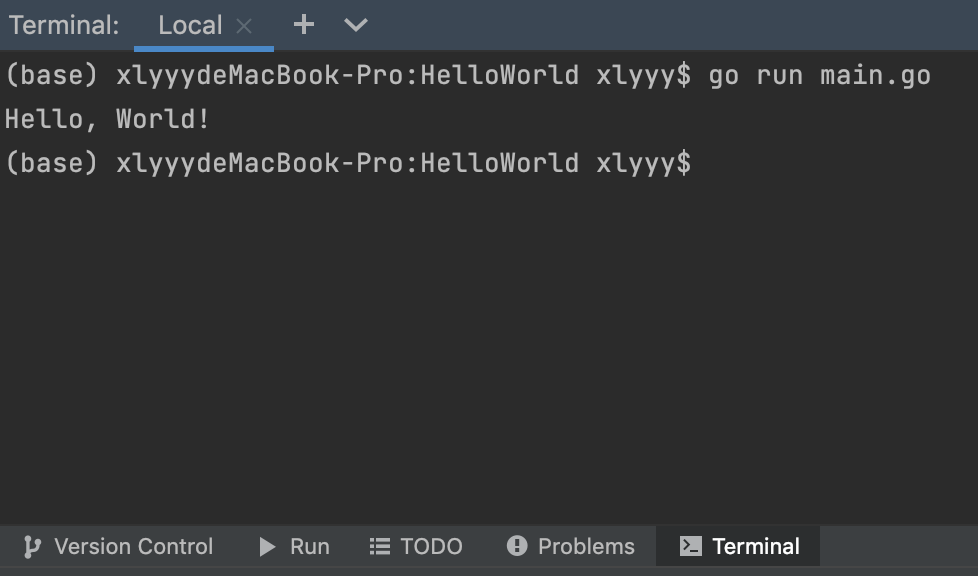 Terminal: Local
(base) xlyyydeMacBook-Pro:HelloWorld xlyyy$ go run main.go
Hello, World!
(base) xlyyydeMacBook-Pro:HelloWorld xlyyy$
Version Control Run TODO Problems Terminal